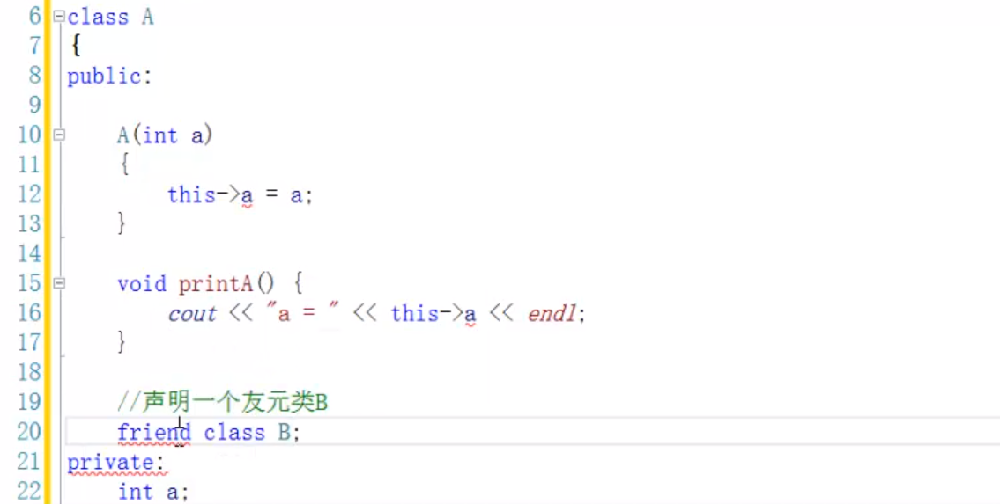 6 class A
7 {
8 public:
9
10 A(int a)
11 {
12 this->a = a;
13 }
14
15 void printA() {
16 cout << "a = " << this->a << endl;
17 }
18
19 //声明一个友元类B
20 friend class B;
21 private:
22 int a;